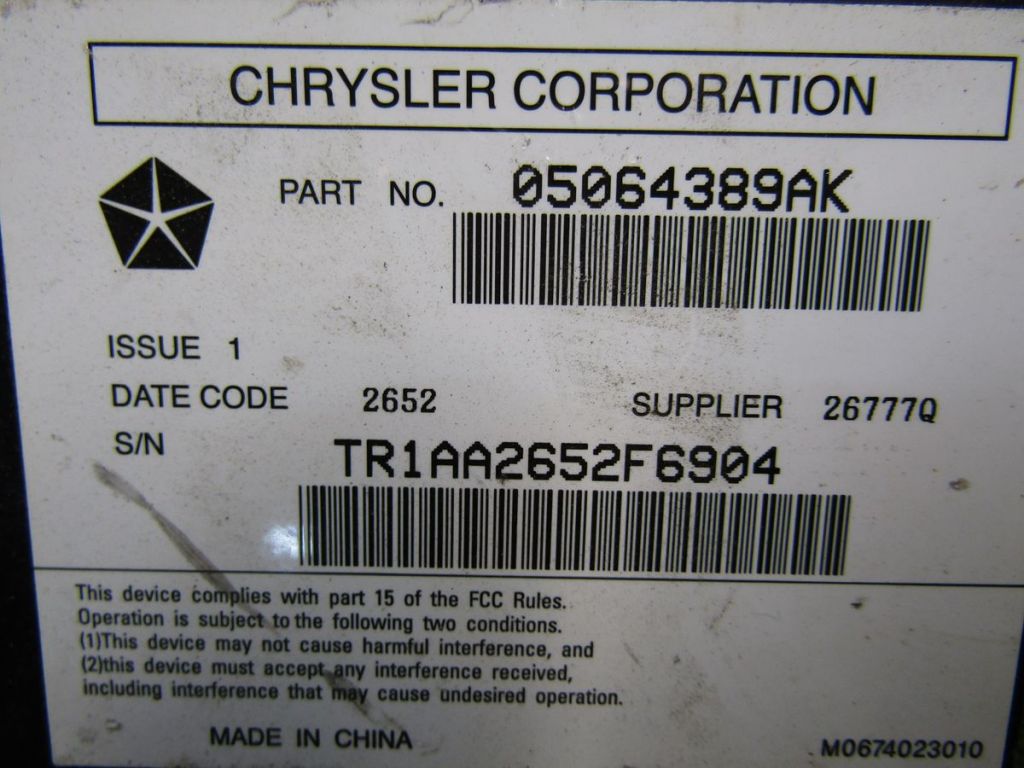 CHRYSLER CORPORATION
PART NO. 05064389AK
ISSUE 1
DATE CODE 2652 SUPPLIER 26777Q
S/N TR1AA2652F6904
This device complies with part 15 of the FCC Rules.
Operation is subject to the following two conditions.
(1)This device may not cause harmful interference, and
(2)this device must accept any interference received,
including interference that may cause undesired operation.
MADE IN CHINA M0674023010